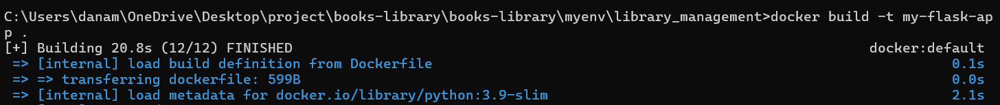 C:\Users\danam\OneDrive\Desktop\project\books-library\books-library\myenv\library_management>docker build -t my-flask-ap
p .
[+] Building 20.8s (12/12) FINISHED docker:default
=> [internal] load build definition from Dockerfile 0.1s
=> => transferring dockerfile: 599B 0.0s
=> [internal] load metadata for docker.io/library/python:3.9-slim 2.1s